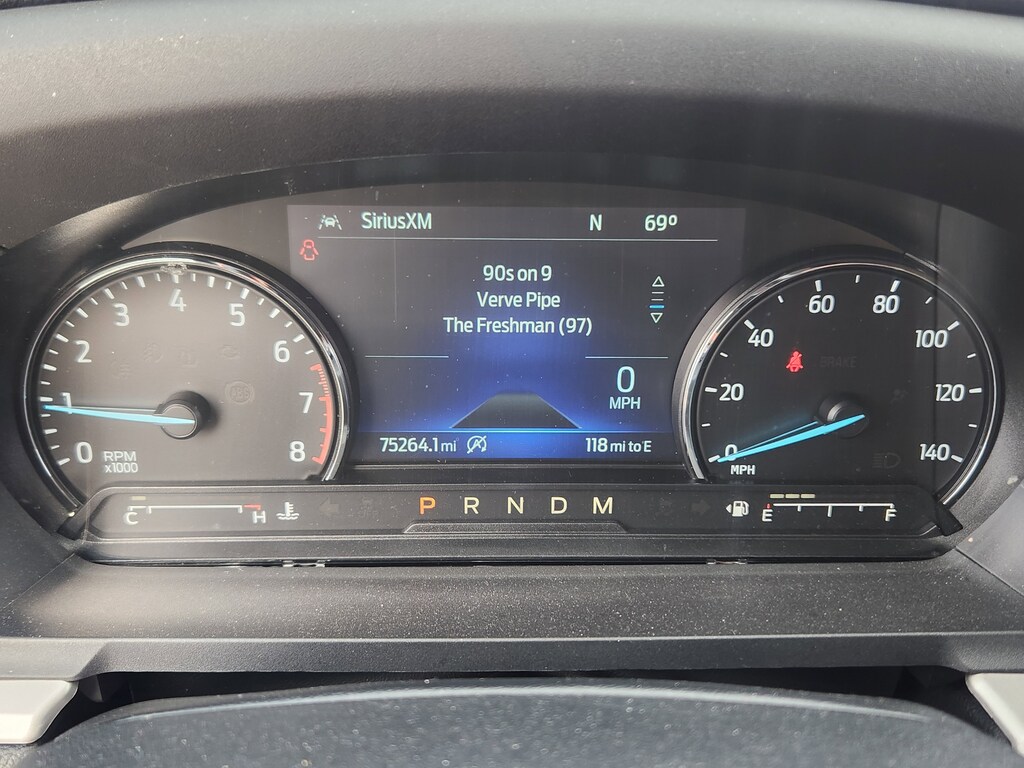 SiriusXM N 69º
90s on 9
Verve Pipe
The Freshman (97)
0
MPH
75264.1 mi 118 mi to E
0 1 2 3 4 5 6 7 8
RPM
x1000
0 20 40 60 80 100 120 140
MPH
BRAKE
C H
P R N D M
E F